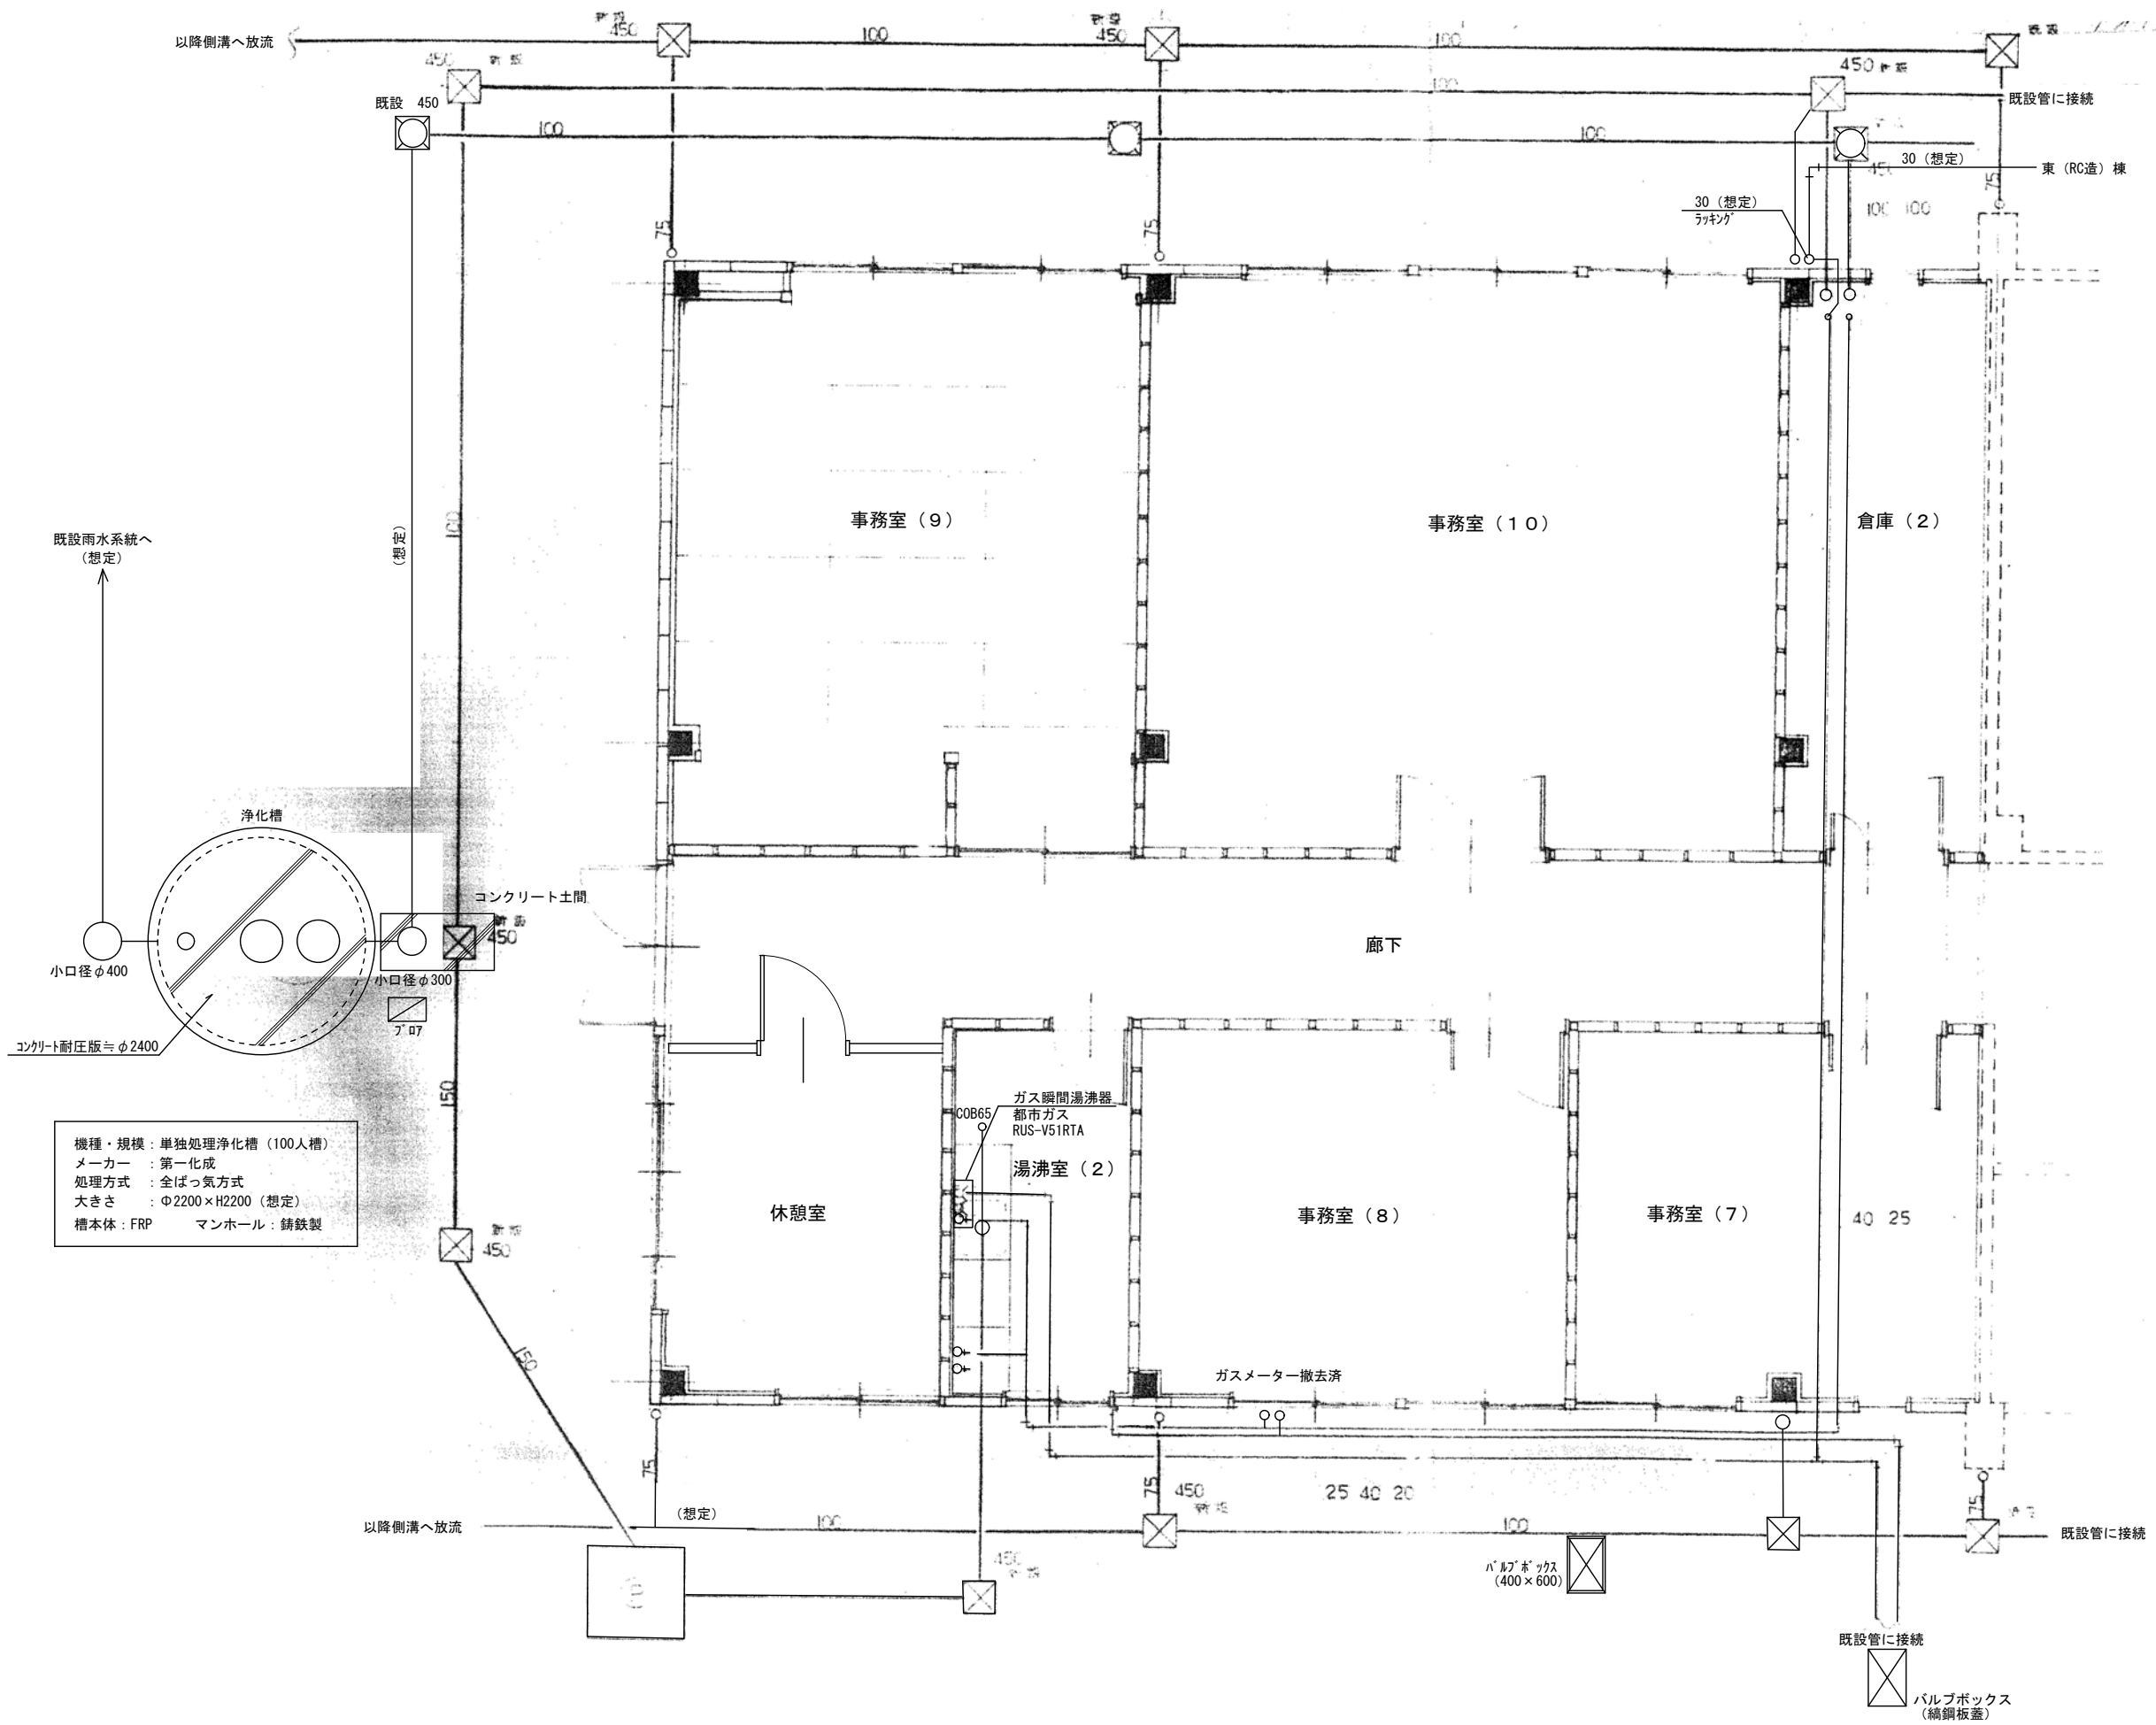 以降側溝へ放流
新設
450
100
新設
450
100
既設
450 新設
100
450 新設
既設管に接続
既設 450
100
100
450
30（想定）
東（RC造）棟
75
75
75
30（想定）
ﾗｯｷﾝｸﾞ
100 100
事務室（９）
事務室（１０）
倉庫（２）
100
（想定）
既設雨水系統へ
（想定）
浄化槽
コンクリート土間
新設
450
小口径φ400
小口径φ300
ﾌﾞﾛｱ
ｺﾝｸﾘｰﾄ耐圧版≒φ2400
廊下
150
機種・規模：単独処理浄化槽（100人槽）
メーカー　：第一化成
処理方式　：全ばっ気方式
大きさ　　：Φ2200×H2200（想定）
槽本体：FRP　　マンホール：鋳鉄製
COB65
ガス瞬間湯沸器
都市ガス
RUS-V51RTA
湯沸室（２）
休憩室
事務室（８）
事務室（７）
40 25
新設
450
150
ガスメーター撤去済
75
75
450
新設
25 40 20
75
以降側溝へ放流
（想定）
100
100
既設管に接続
450
新設
ﾊﾞﾙﾌﾞﾎﾞｯｸｽ
（400×600）
既設管に接続
バルブボックス
（縞鋼板蓋）